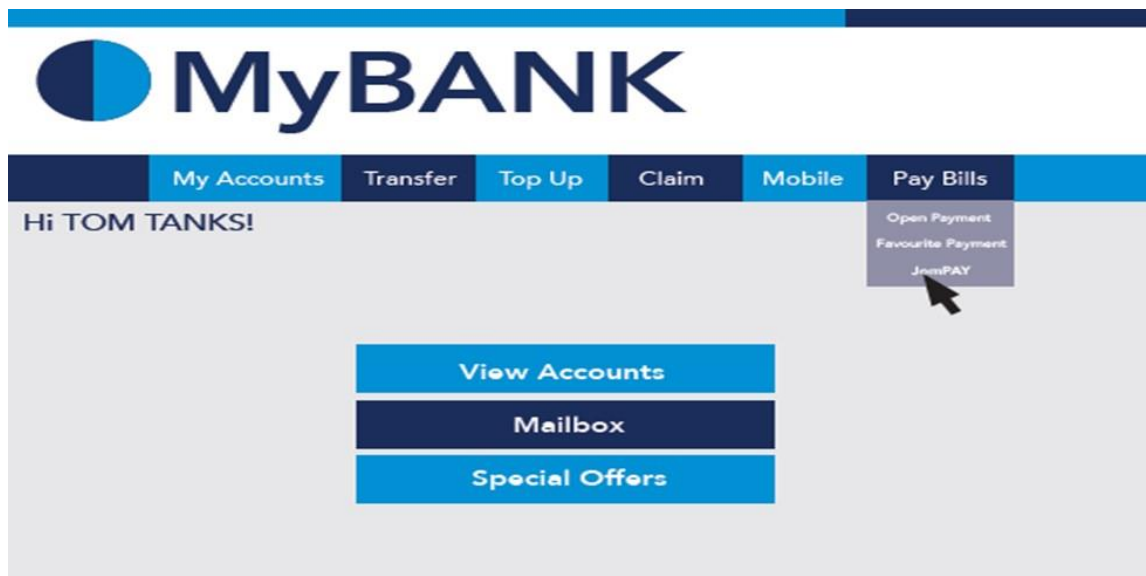 MyBANK
My Accounts Transfer Top Up Claim Mobile Pay Bills
Hi TOM TANKS!
Open Payment
Favourite Payment
JomPAY
View Accounts
Mailbox
Special Offers